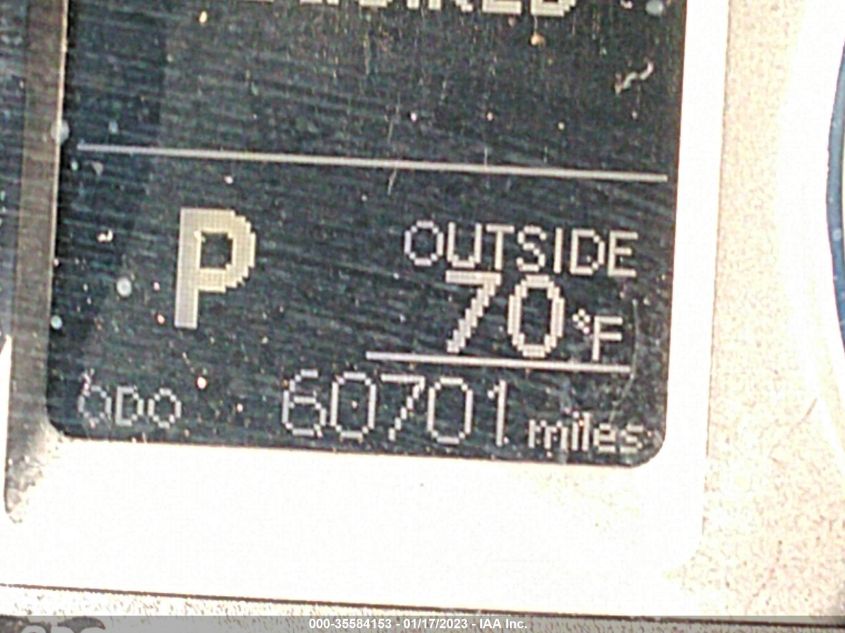 P
OUTSIDE
70°F
ODO 60701 miles
000-35584153 - 01/17/2023 - IAA Inc.